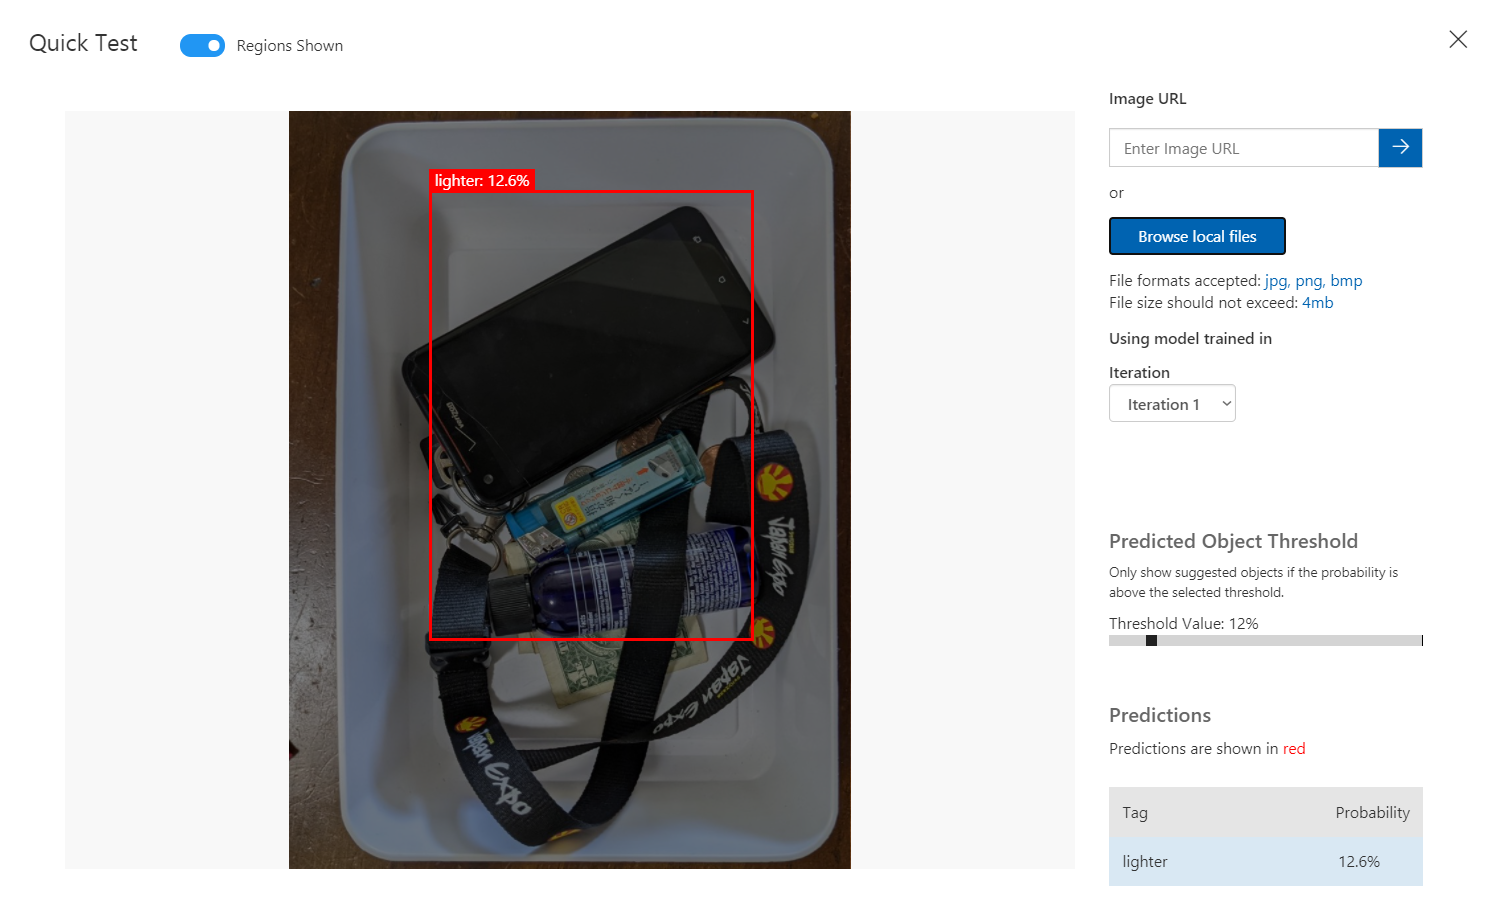 Quick Test
Regions Shown
Image URL
Enter Image URL
or
Browse local files
File formats accepted: jpg, png, bmp
File size should not exceed: 4mb
Using model trained in
Iteration
Iteration 1
Predicted Object Threshold
Only show suggested objects if the probability is
above the selected threshold.
Threshold Value: 12%
Predictions
Predictions are shown in red
Tag Probability
lighter 12.6%
lighter: 12.6%
verizon
Japan Expo
Japan Expo
Japan Expo